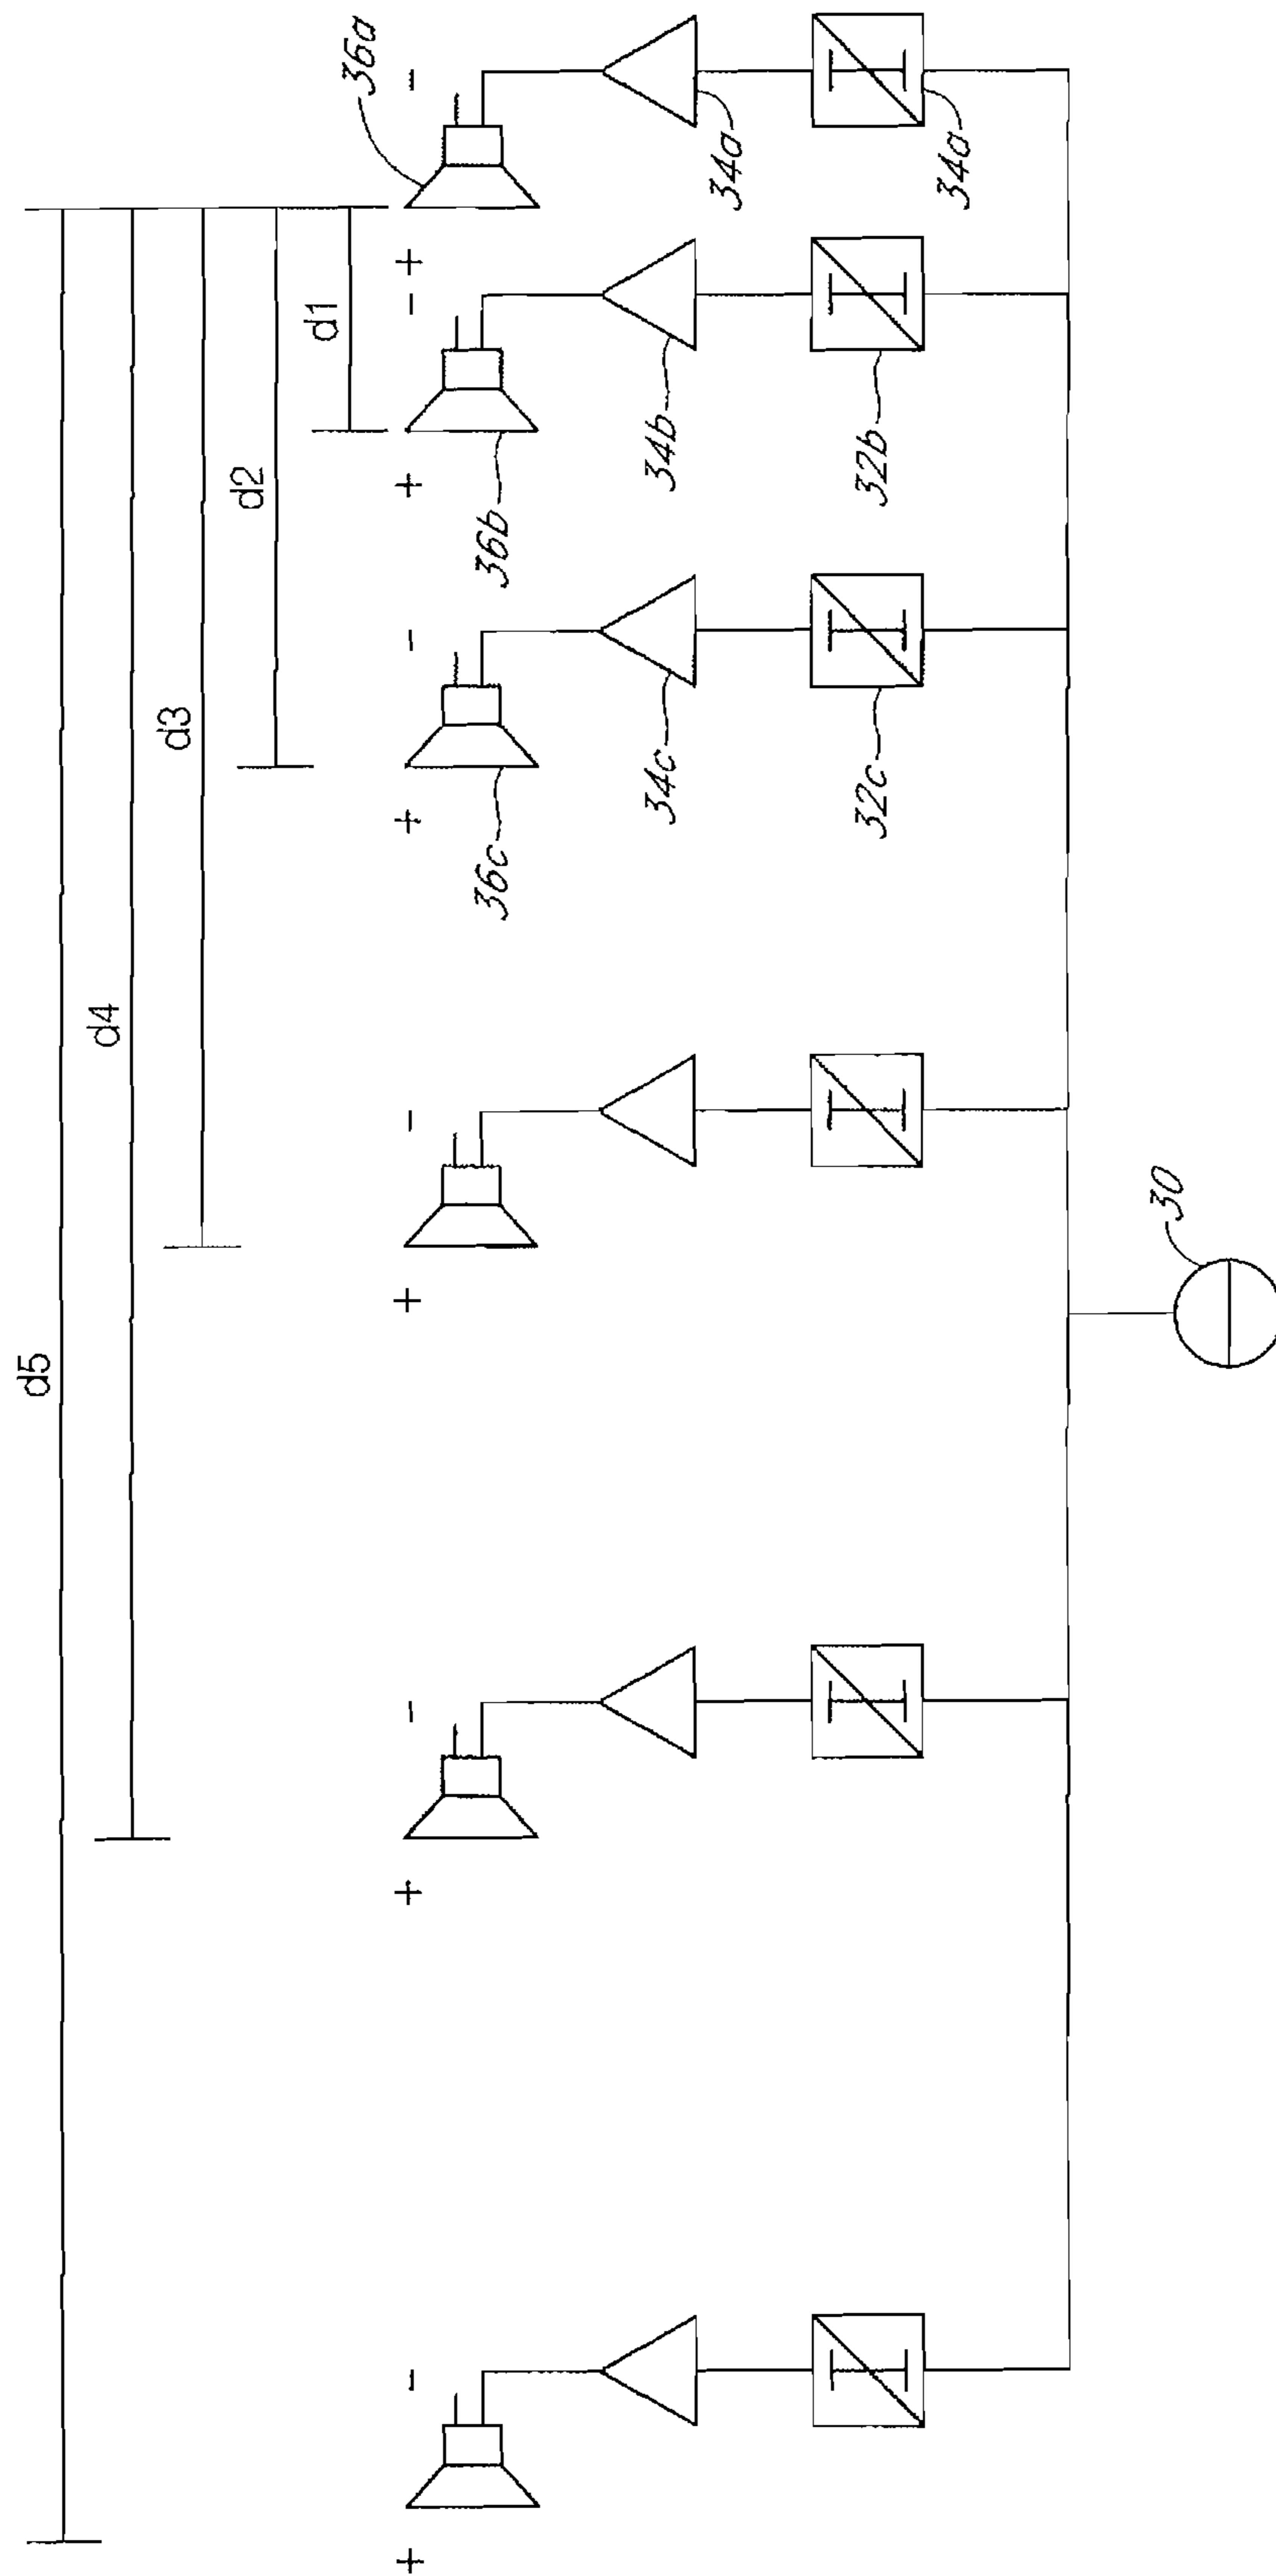 d5
d4
d3
d2
d1
36a
+ - + - + - + - + - + -
36c 36b
34c 34b
34a
32c 32b
34a
30